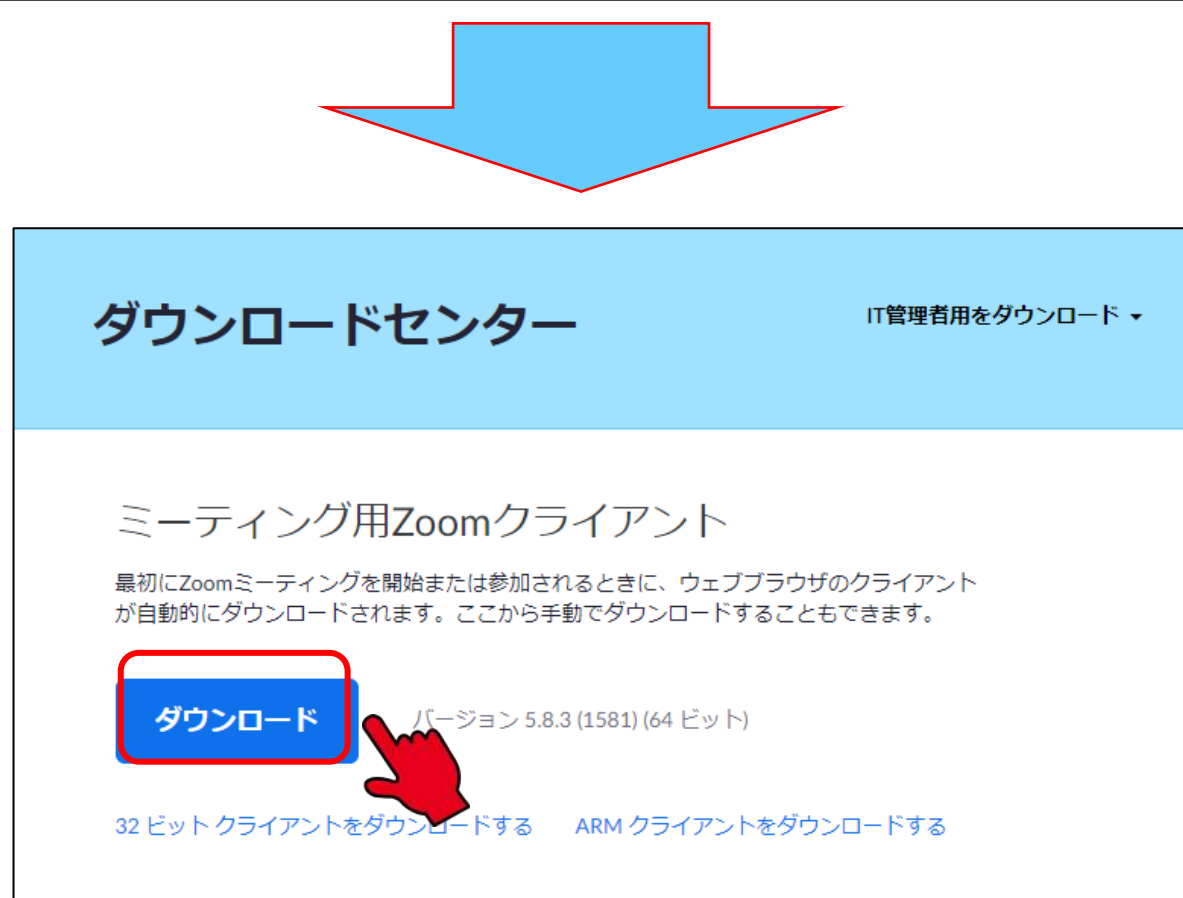 ダウンロードセンター
IT管理者用をダウンロード
ミーティング用Zoomクライアント
最初にZoomミーティングを開始または参加されるときに、ウェブブラウザのクライアント
が自動的にダウンロードされます。ここから手動でダウンロードすることもできます。
ダウンロード
バージョン 5.8.3 (1581) (64 ビット)
32 ビット クライアントをダウンロードする
ARM クライアントをダウンロードする